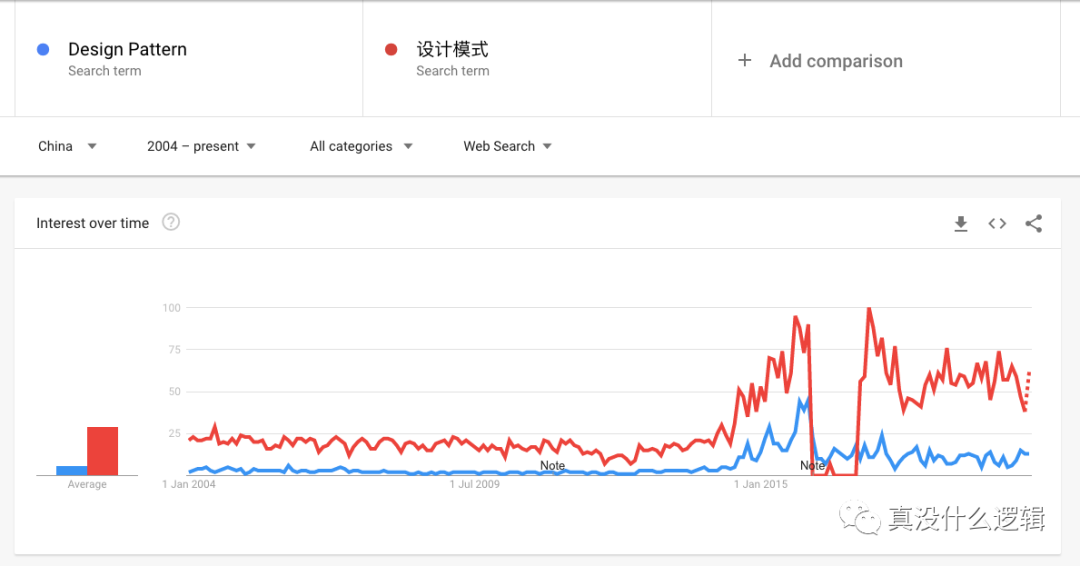 Design Pattern
Search term
设计模式
Search term
+ Add comparison
China
2004 – present
All categories
Web Search
Interest over time
?
100
75
50
25
Note
Note
Average
1 Jan 2004
1 Jul 2009
1 Jan 2015
真没什么逻辑